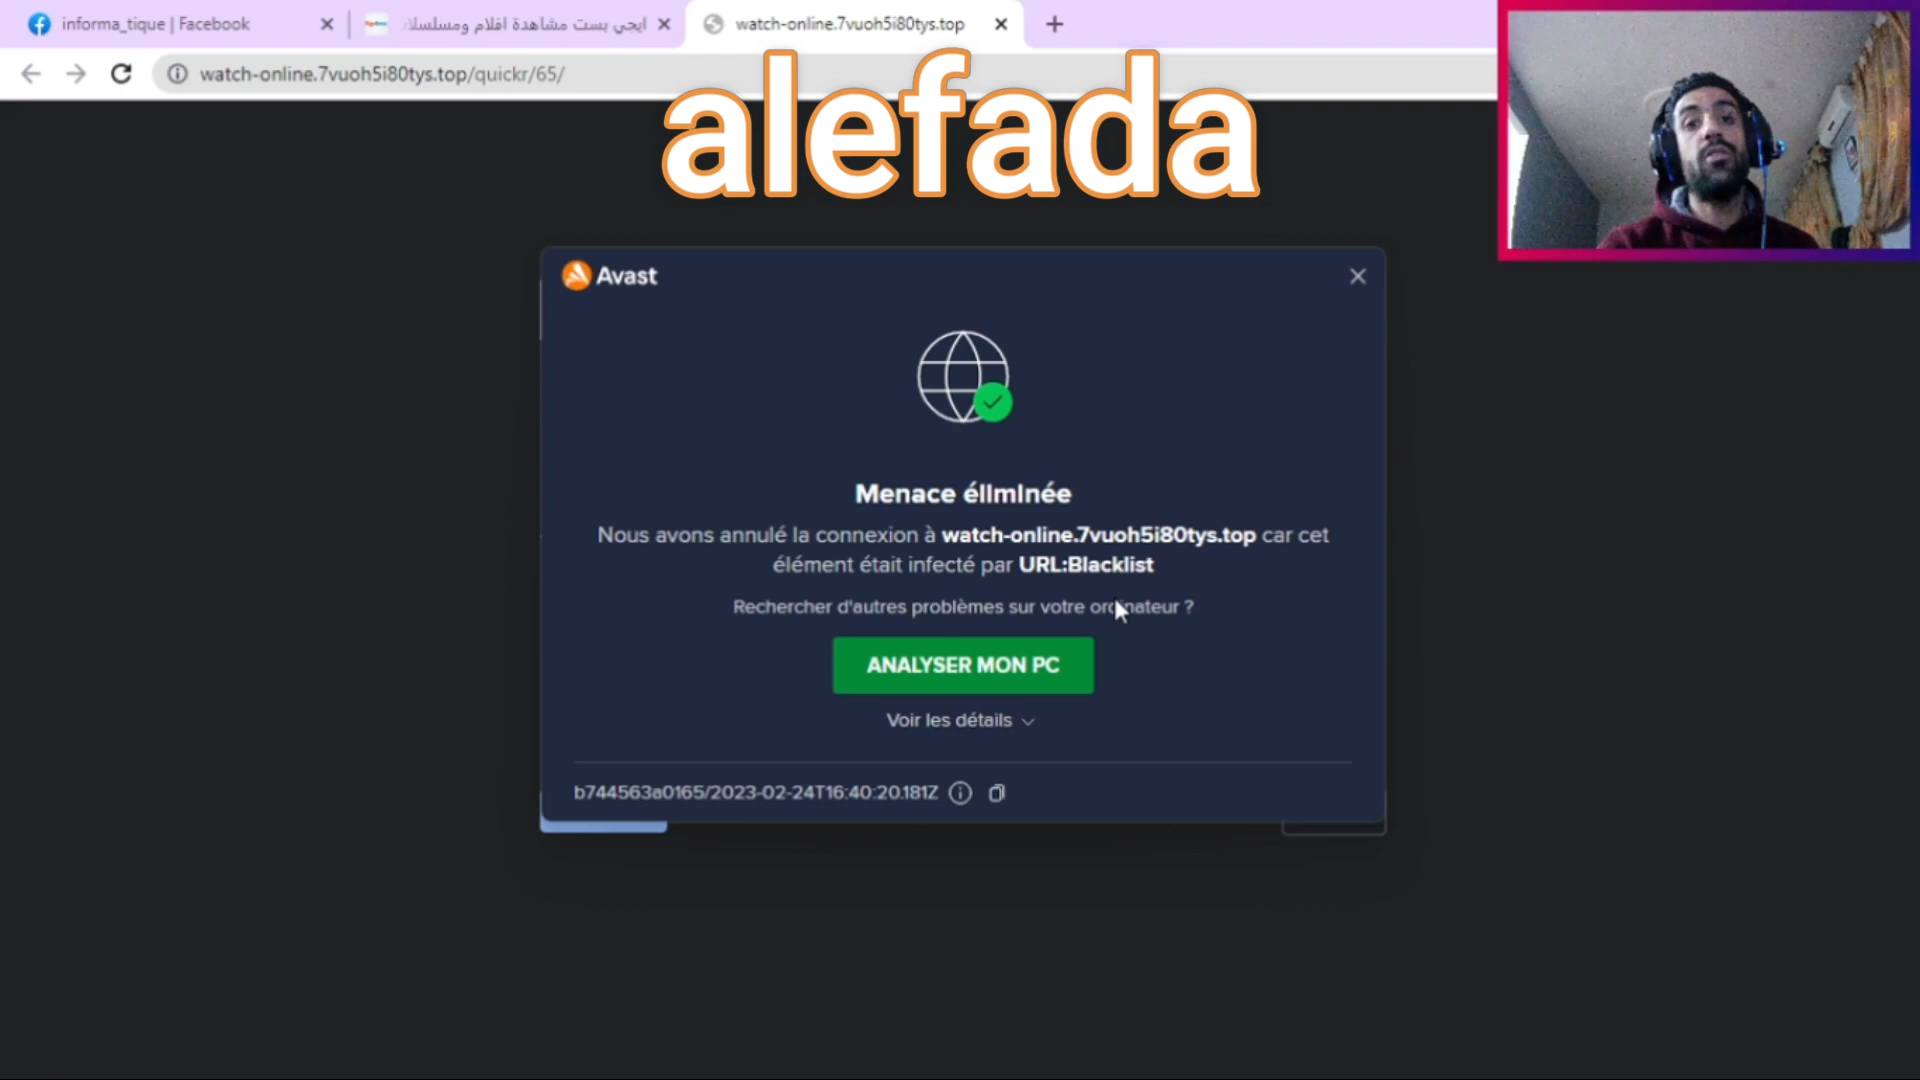 informa_tique | Facebook
ايجي بست مشاهدة افلام ومسلسلا
watch-online.7vuoh5i80tys.top
watch-online.7vuoh5i80tys.top/quickr/65/
alefada
Avast
Menace éliminée
Nous avons annulé la connexion à watch-online.7vuoh5i80tys.top car cet
élément était infecté par URL:Blacklist
Rechercher d'autres problèmes sur votre ordinateur ?
ANALYSER MON PC
Voir les détails
b744563a0165/2023-02-24T16:40:20.181Z